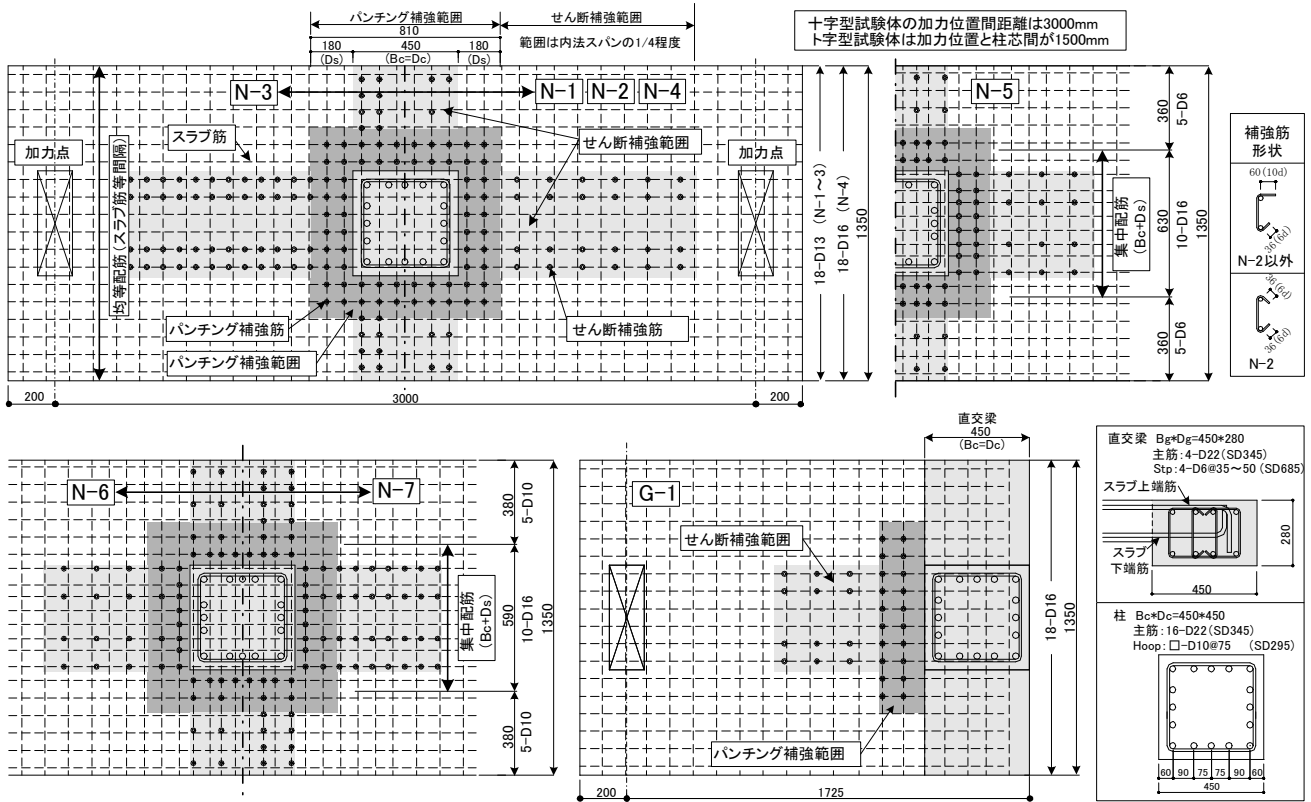 パンチング補強範囲
810
180
450
180
(Ds)
(Bc=Dc)
(Ds)
せん断補強範囲
範囲は内法スパンの1/4程度
十字型試験体の加力位置間距離は3000mm
ト字型試験体は加力位置と柱芯間が1500mm
N-3
N-1
N-2
N-4
スラブ筋
加力点
せん断補強範囲
加力点
均等配筋(スラブ筋等間隔)
パンチング補強筋
せん断補強筋
パンチング補強範囲
200
3000
200
18-D13 (N-1~3)
18-D16 (N-4)
1350
N-5
集中配筋
(Bc+Ds)
360
5-D6
630
10-D16
360
5-D6
1350
補強筋
形状
60(10d)
36(6d)
N-2以外
36(6d)
36(6d)
N-2
N-6
N-7
集中配筋
(Bc+Ds)
380
5-D10
590
10-D16
380
5-D10
1350
直交梁
450
(Bc=Dc)
G-1
せん断補強範囲
パンチング補強範囲
18-D16
1350
200
1725
直交梁 Bg*Dg=450*280
主筋:4-D22(SD345)
Stp:4-D6@35~50(SD685)
スラブ上端筋
スラブ
下端筋
280
450
柱 Bc*Dc=450*450
主筋:16-D22(SD345)
Hoop:□-D10@75 (SD295)
60 90 75 75 90 60
450